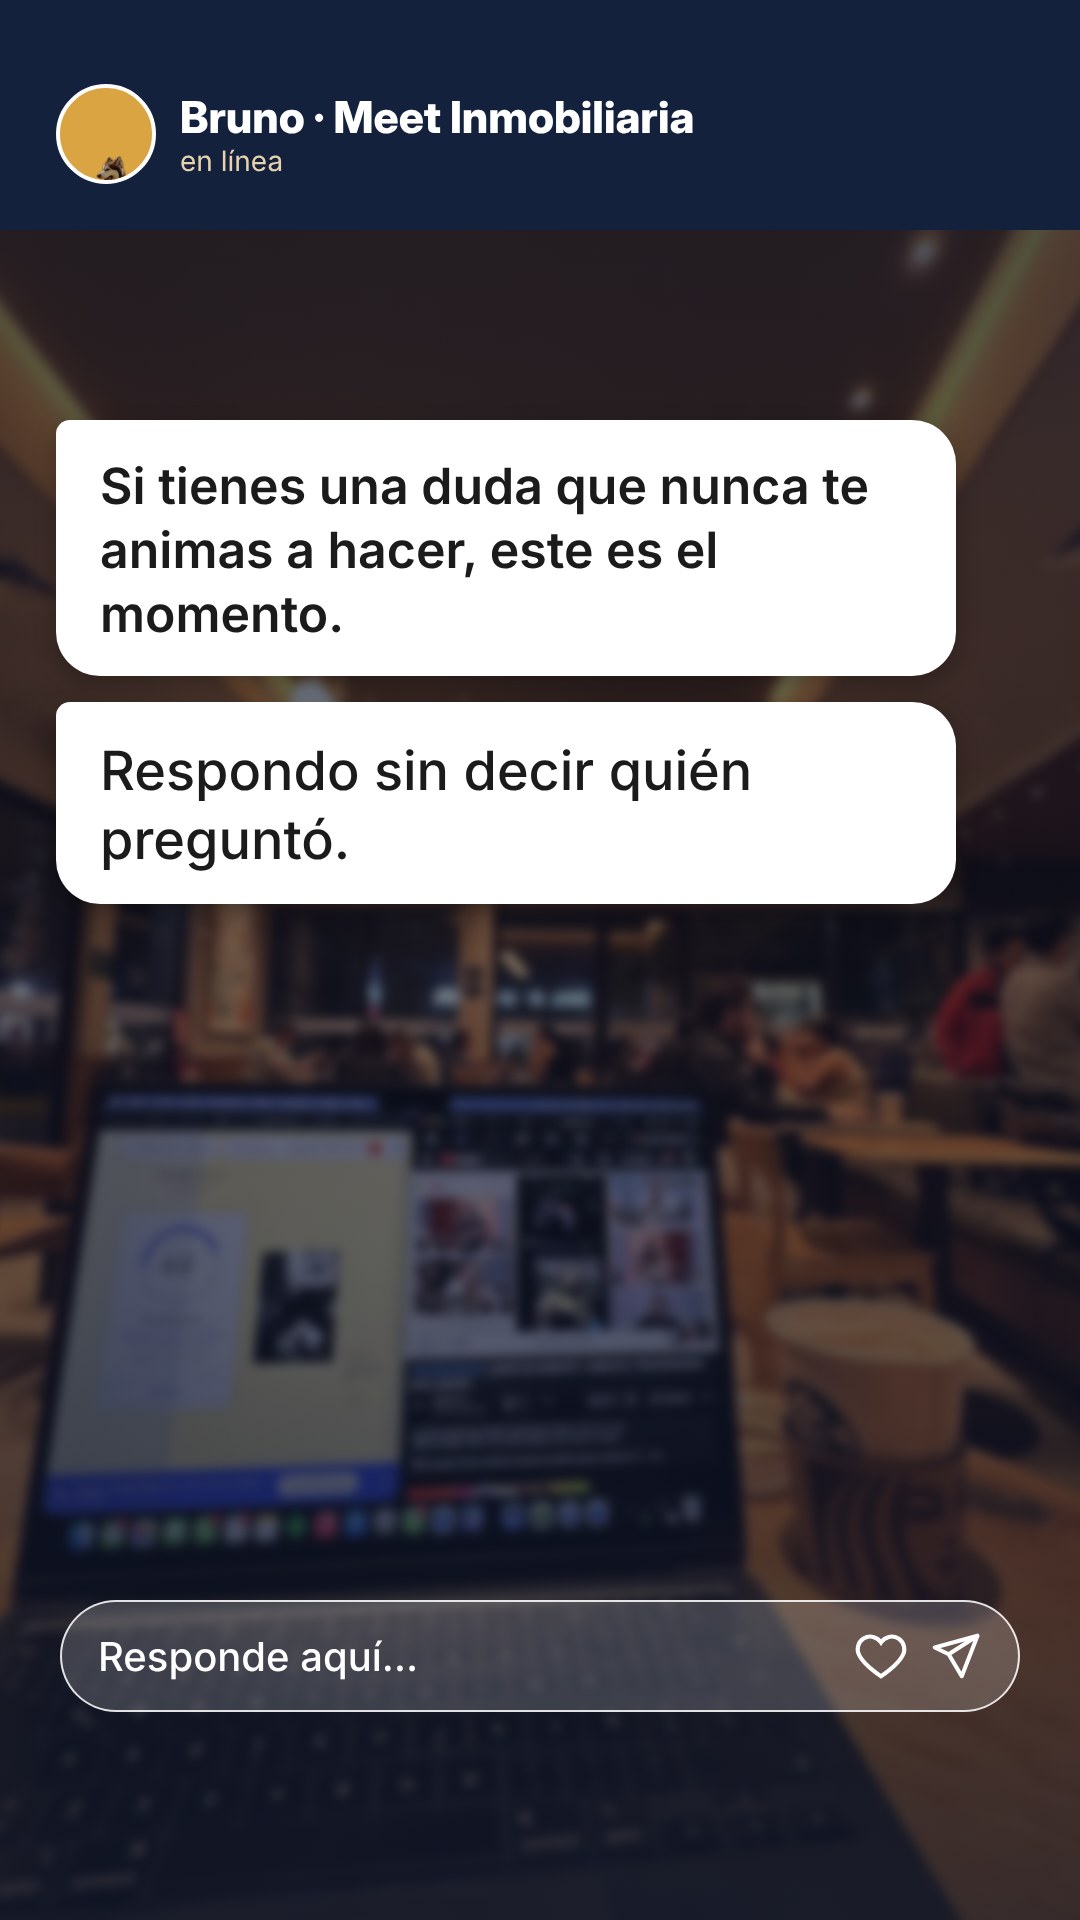 Bruno · Meet Inmobiliaria
en línea
Si tienes una duda que nunca te
animas a hacer, este es el
momento.
Respondo sin decir quién
preguntó.
Responde aquí...